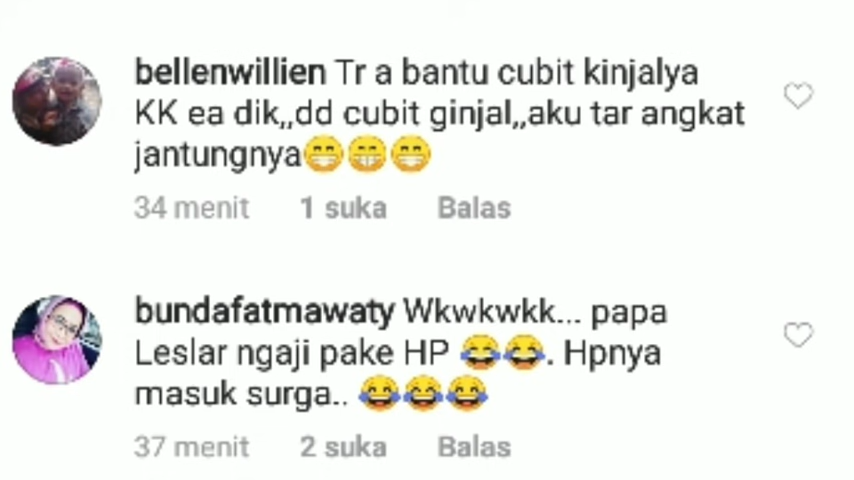 bellenwillien Tr a bantu cubit kinjalya
KK ea dik,,dd cubit ginjal,,aku tar angkat
jantungnya😁😁😁
34 menit 1 suka Balas
bundafatmawaty Wkwkwkk... papa
Leslar ngaji pake HP 😂😂. Hpnya
masuk surga.. 😂😂😂
37 menit 2 suka Balas